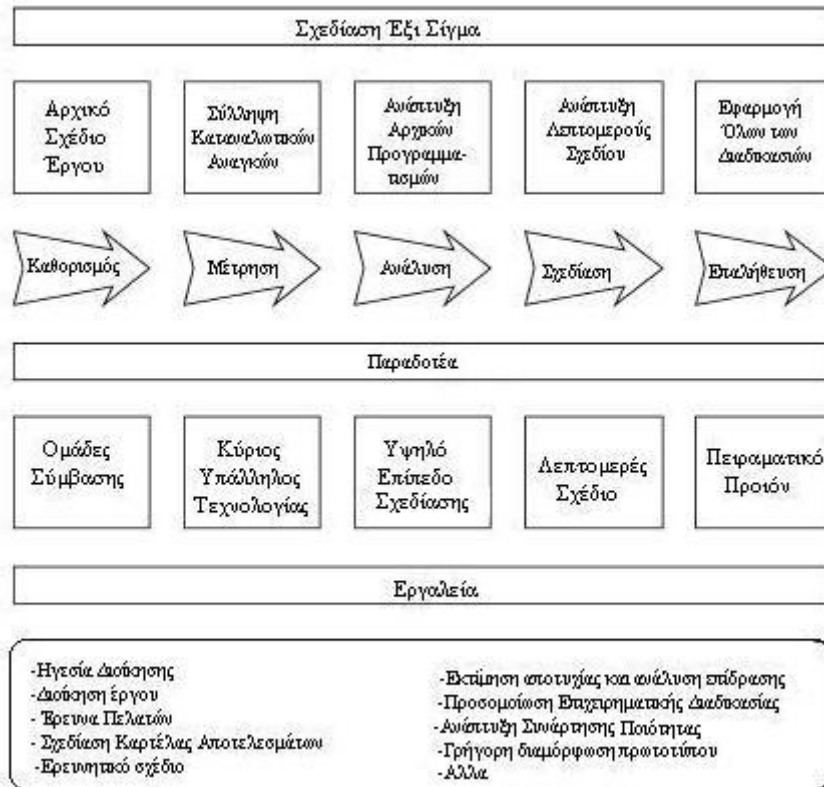 Σχεδίαση Έξι Σίγμα
Αρχικό
Σχέδιο
Έργου
Σύλληψη
Καταναλωτικών
Αναγκών
Ανάπτυξη
Αρχικών
Προγραμμα-
τισμών
Ανάπτυξη
Λεπτομερούς
Σχεδίου
Εφαρμογή
Όλων των
Διαδικασιών
Καθορισμός
Μέτρηση
Ανάλυση
Σχεδίαση
Επαλήθευση
Παραδοτέα
Ομάδες
Σύμβασης
Κύριος
Υπάλληλος
Τεχνολογίας
Υψηλό
Επίπεδο
Σχεδίασης
Λεπτομερές
Σχέδιο
Πειραματικό
Προιόν
Εργαλεία
-Ηγεσία Διοίκησης
-Διοίκηση έργου
- Έρευνα Πελατών
- Σχεδίαση Καρτέλας Αποτελεσμάτων
-Ερευνητικό σχέδιο
-Εκτίμηση αποτυχίας και ανάλυση επίδρασης
-Προσομοίωση Επιχειρηματικής Διαδικασίας
-Ανάπτυξη Συνάρτησης Ποιότητας
-Γρήγορη διαμόρφωση πρωτοτύπου
-Αλλα